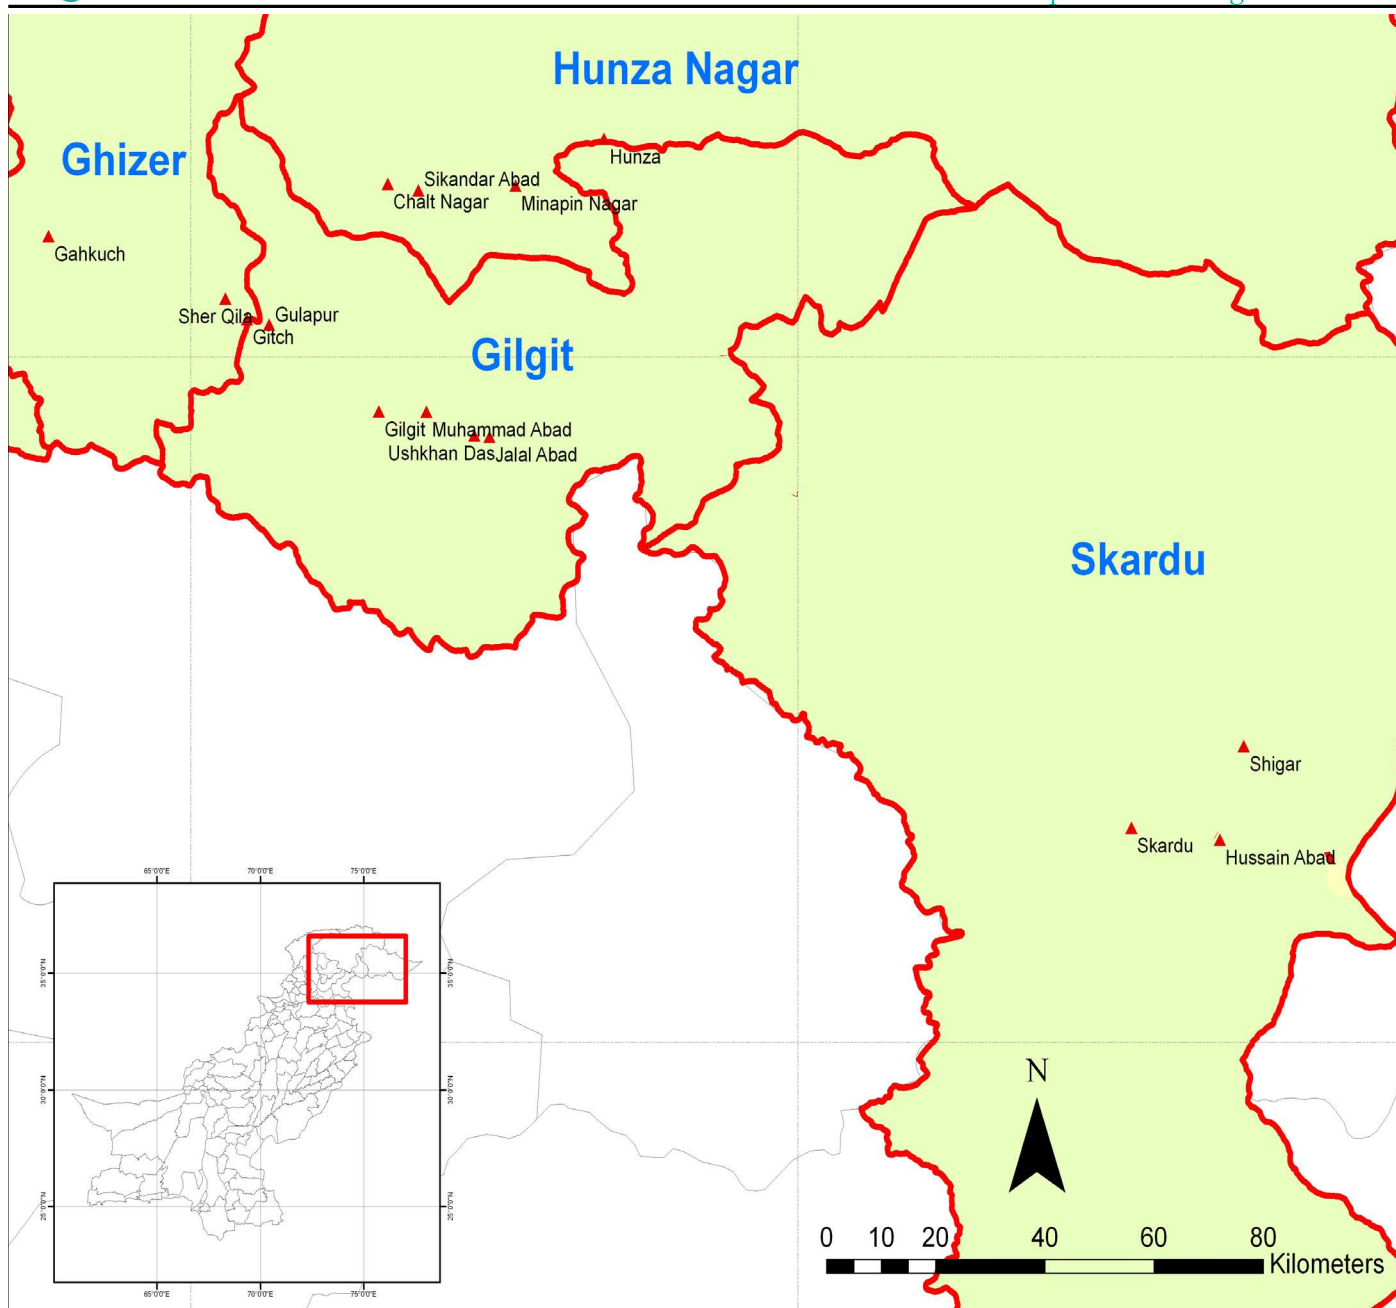 Hunza Nagar
Ghizer
Hunza
Sikandar Abad
Chalt Nagar
Minapin Nagar
Gahkuch
Sher Qila
Gulapur
Gitch
Gilgit
Gilgit
Muhammad Abad
Ushkhan Das
Jalal Abad
Skardu
Shigar
Skardu
Hussain Abad
65°0'0"E 70°0'0"E 75°0'0"E
35°0'0"N 35°0'0"N
30°0'0"N 30°0'0"N
25°0'0"N 25°0'0"N
65°0'0"E 70°0'0"E 75°0'0"E
N
0 10 20 40 60 80
Kilometers